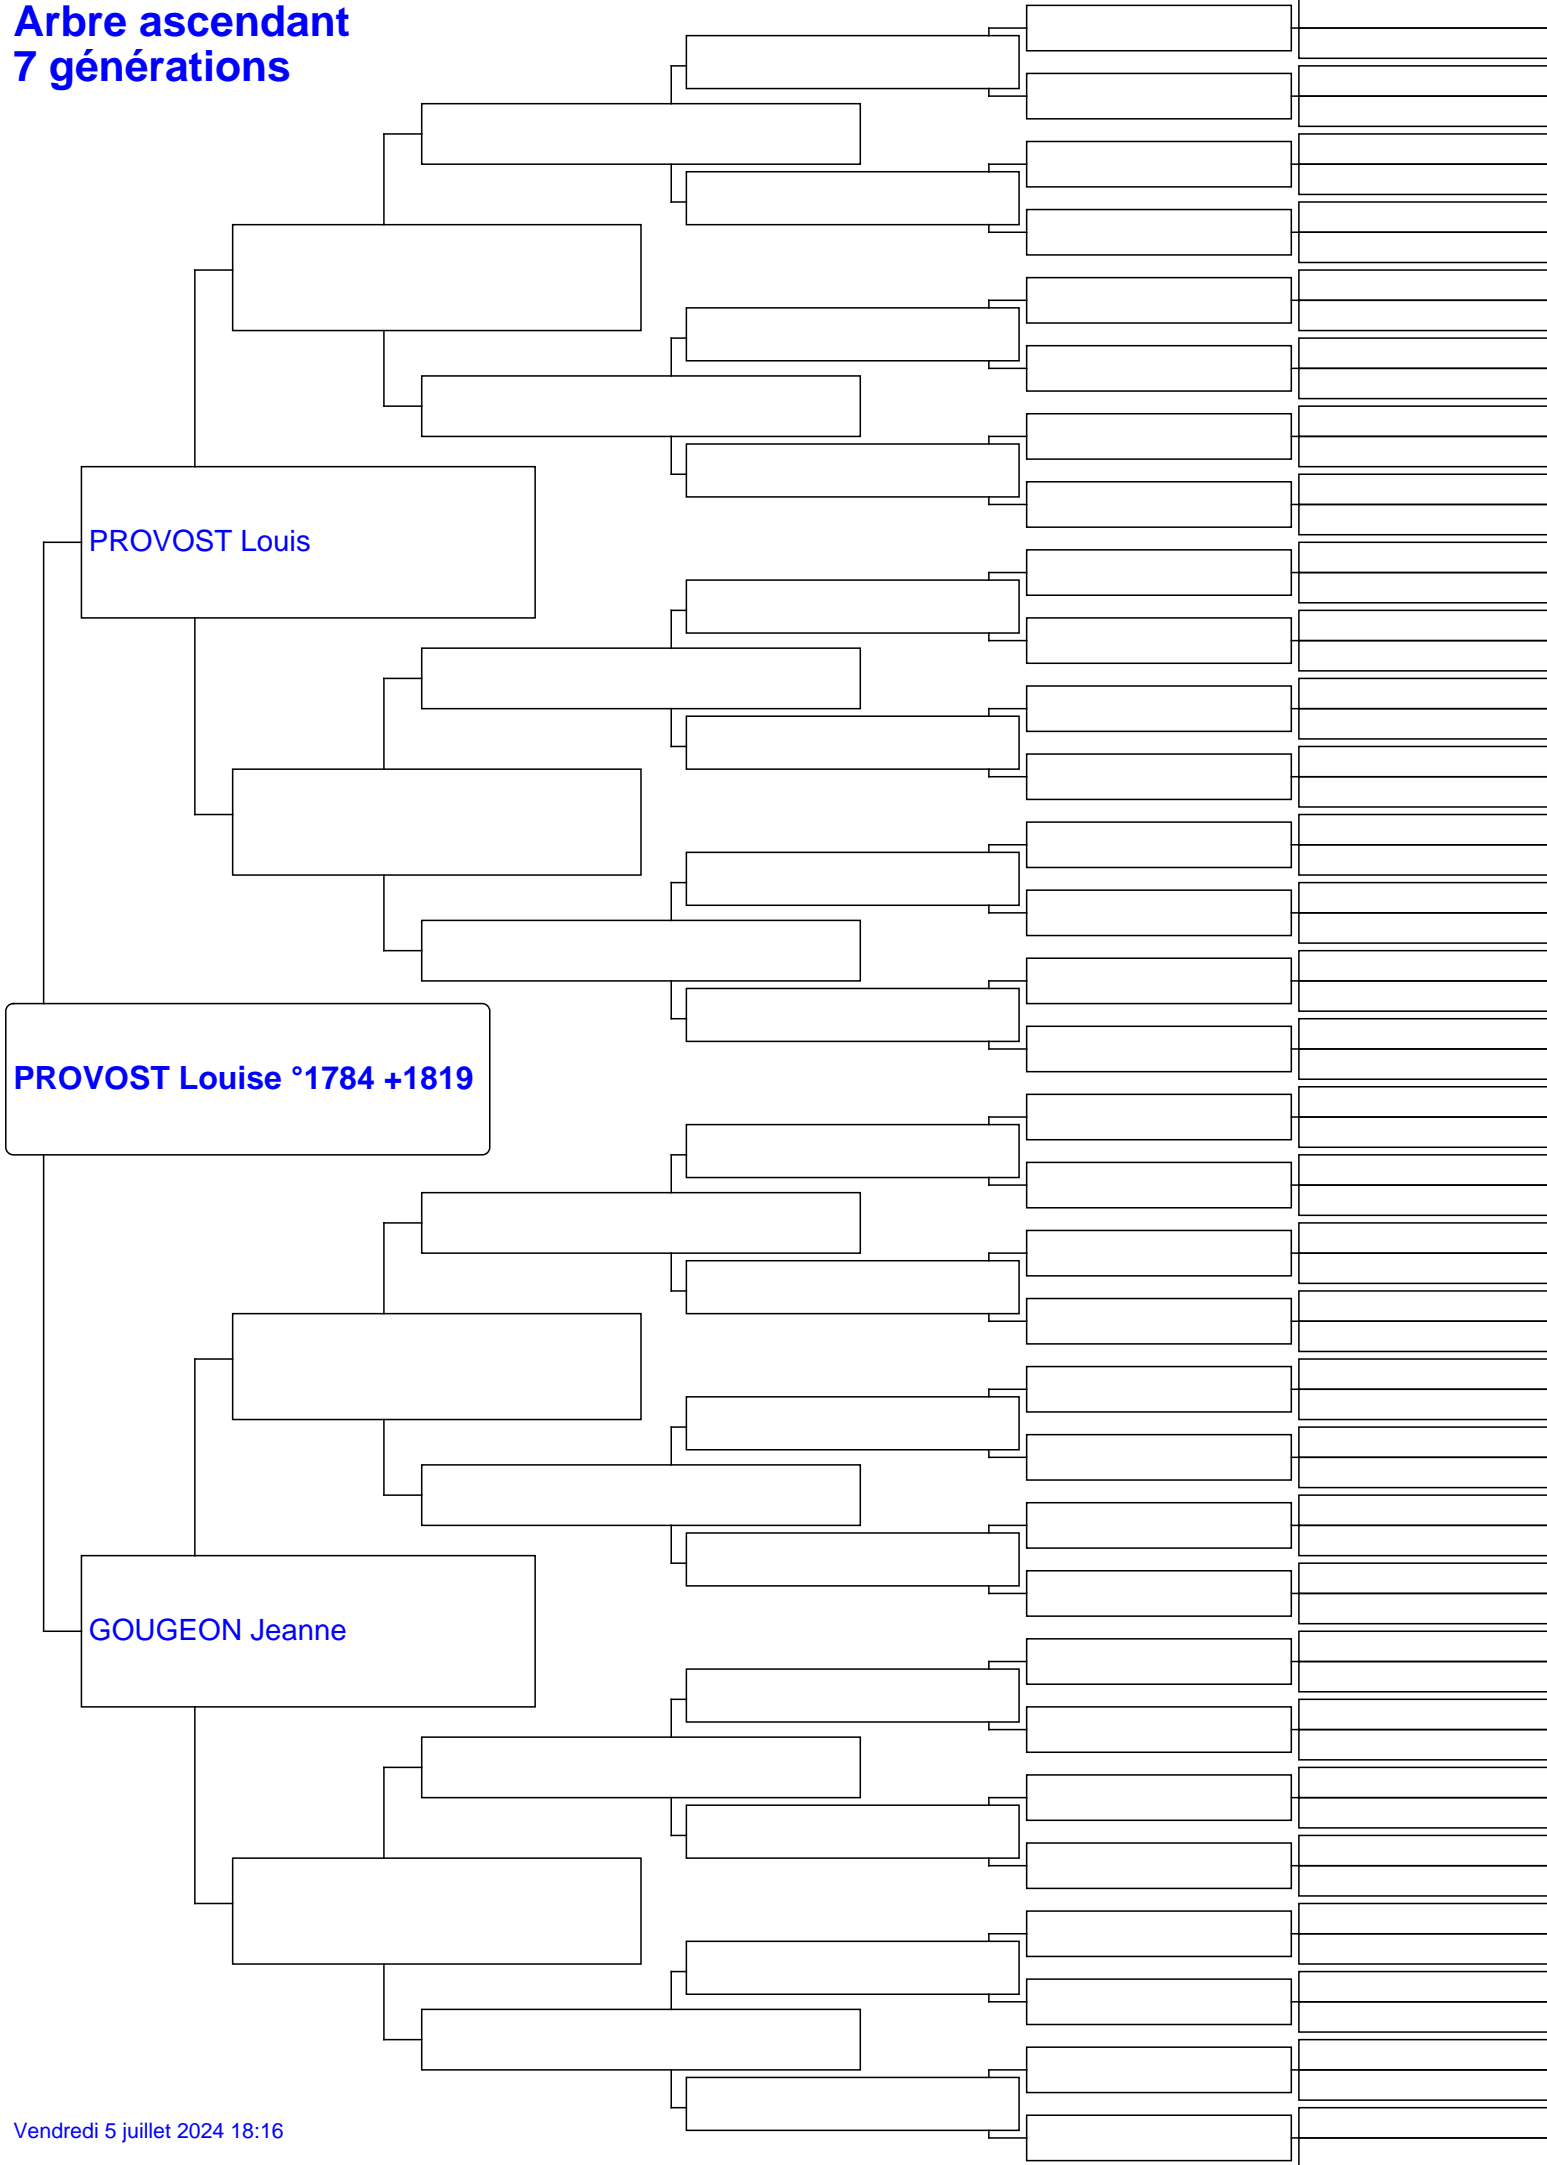 Arbre ascendant
7 générations
PROVOST Louis
PROVOST Louise °1784 +1819
GOUGEON Jeanne
Vendredi 5 juillet 2024 18:16